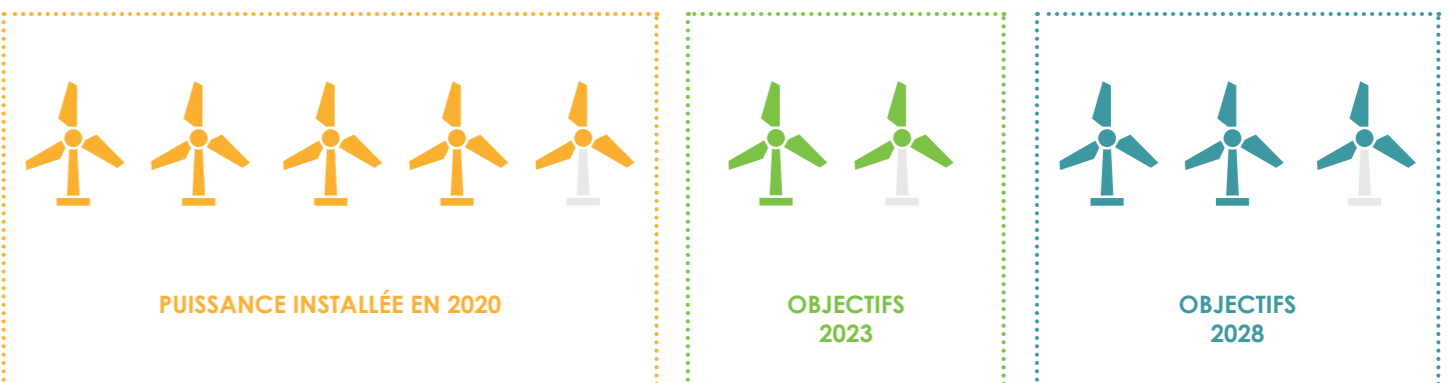 PUISSANCE INSTALLÉE EN 2020
OBJECTIFS
2023
OBJECTIFS
2028